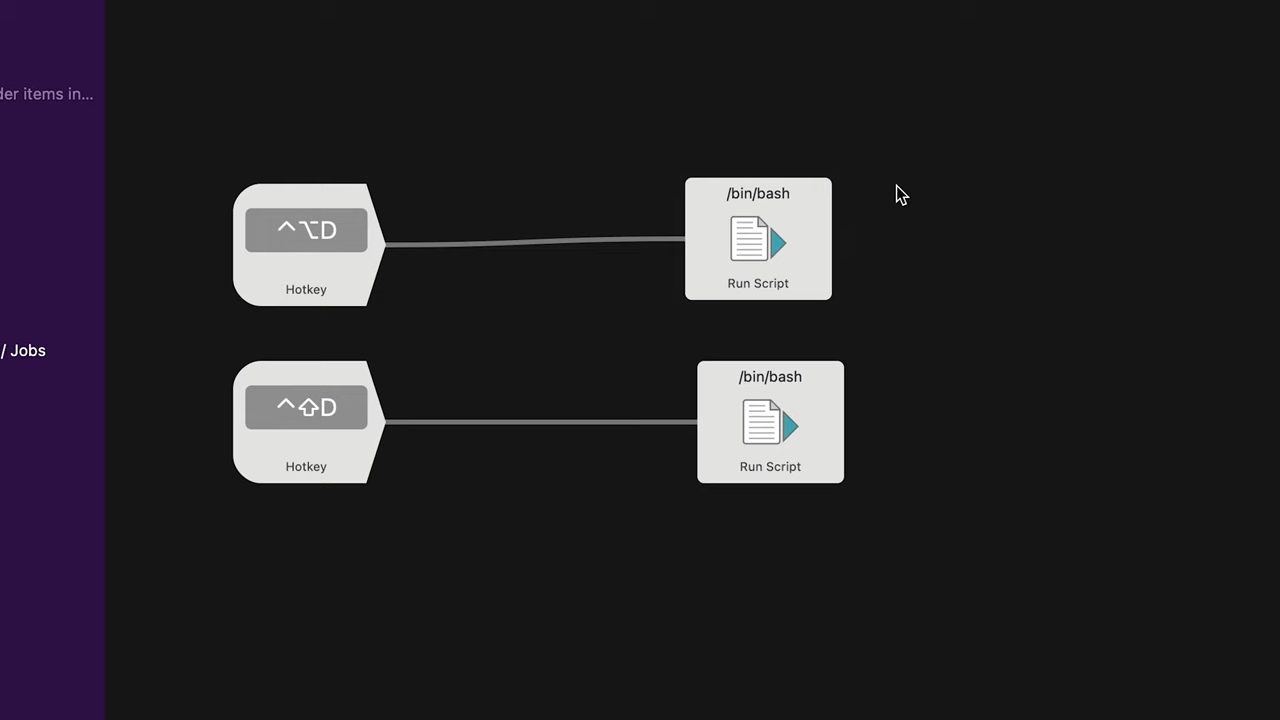 der items in...
/ Jobs
^⌥D
Hotkey
/bin/bash
Run Script
^⇧D
Hotkey
/bin/bash
Run Script